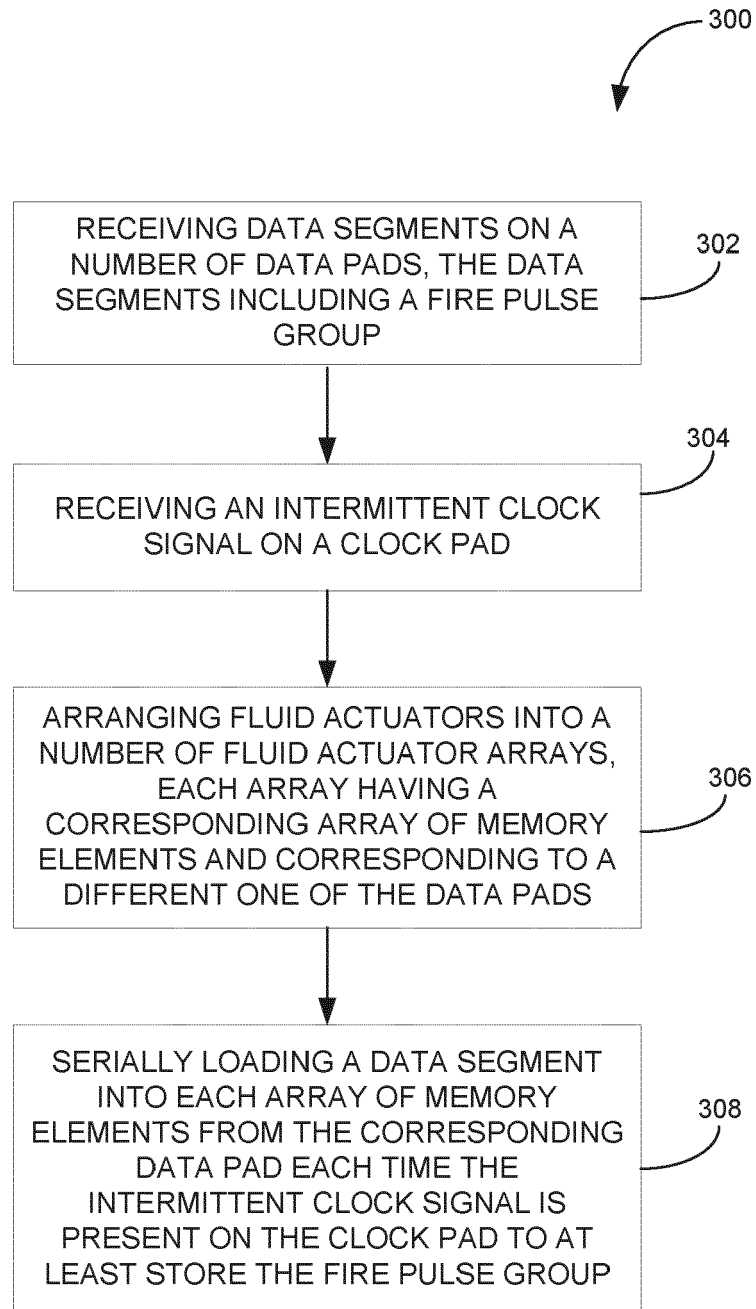 300
RECEIVING DATA SEGMENTS ON A
NUMBER OF DATA PADS, THE DATA
SEGMENTS INCLUDING A FIRE PULSE
GROUP
302
304
RECEIVING AN INTERMITTENT CLOCK
SIGNAL ON A CLOCK PAD
ARRANGING FLUID ACTUATORS INTO A
NUMBER OF FLUID ACTUATOR ARRAYS,
EACH ARRAY HAVING A
CORRESPONDING ARRAY OF MEMORY
ELEMENTS AND CORRESPONDING TO A
DIFFERENT ONE OF THE DATA PADS
306
SERIALLY LOADING A DATA SEGMENT
INTO EACH ARRAY OF MEMORY
ELEMENTS FROM THE CORRESPONDING
DATA PAD EACH TIME THE
INTERMITTENT CLOCK SIGNAL IS
PRESENT ON THE CLOCK PAD TO AT
LEAST STORE THE FIRE PULSE GROUP
308